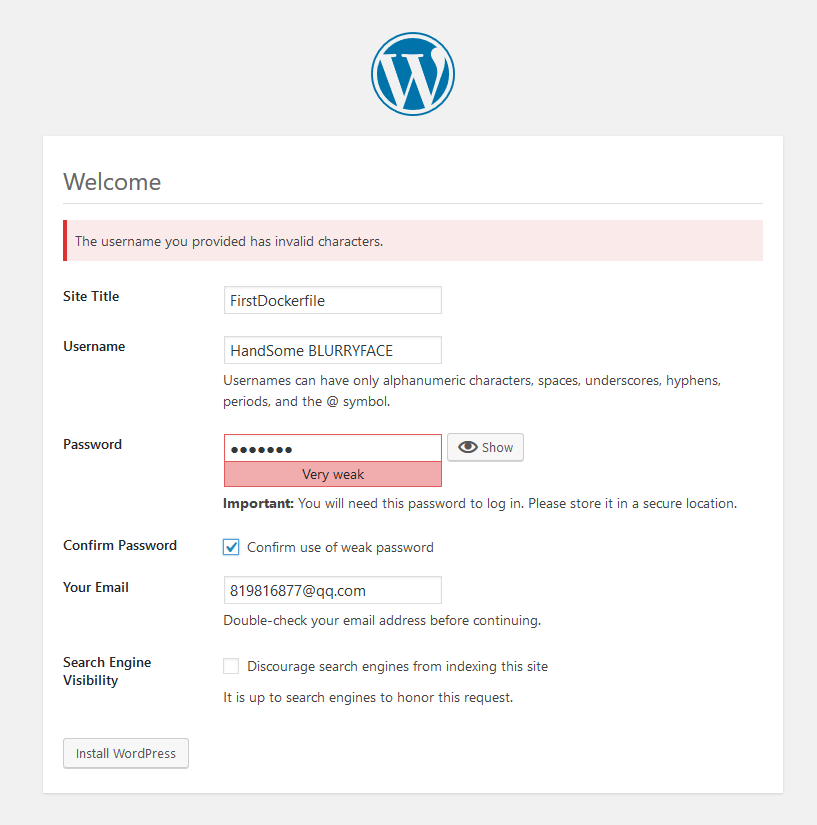 Welcome
The username you provided has invalid characters.
Site Title
FirstDockerfile
Username
HandSome BLURRYFACE
Usernames can have only alphanumeric characters, spaces, underscores, hyphens,
periods, and the @ symbol.
Password
●●●●●●●
Show
Very weak
Important: You will need this password to log in. Please store it in a secure location.
Confirm Password
Confirm use of weak password
Your Email
819816877@qq.com
Double-check your email address before continuing.
Search Engine
Visibility
Discourage search engines from indexing this site
It is up to search engines to honor this request.
Install WordPress